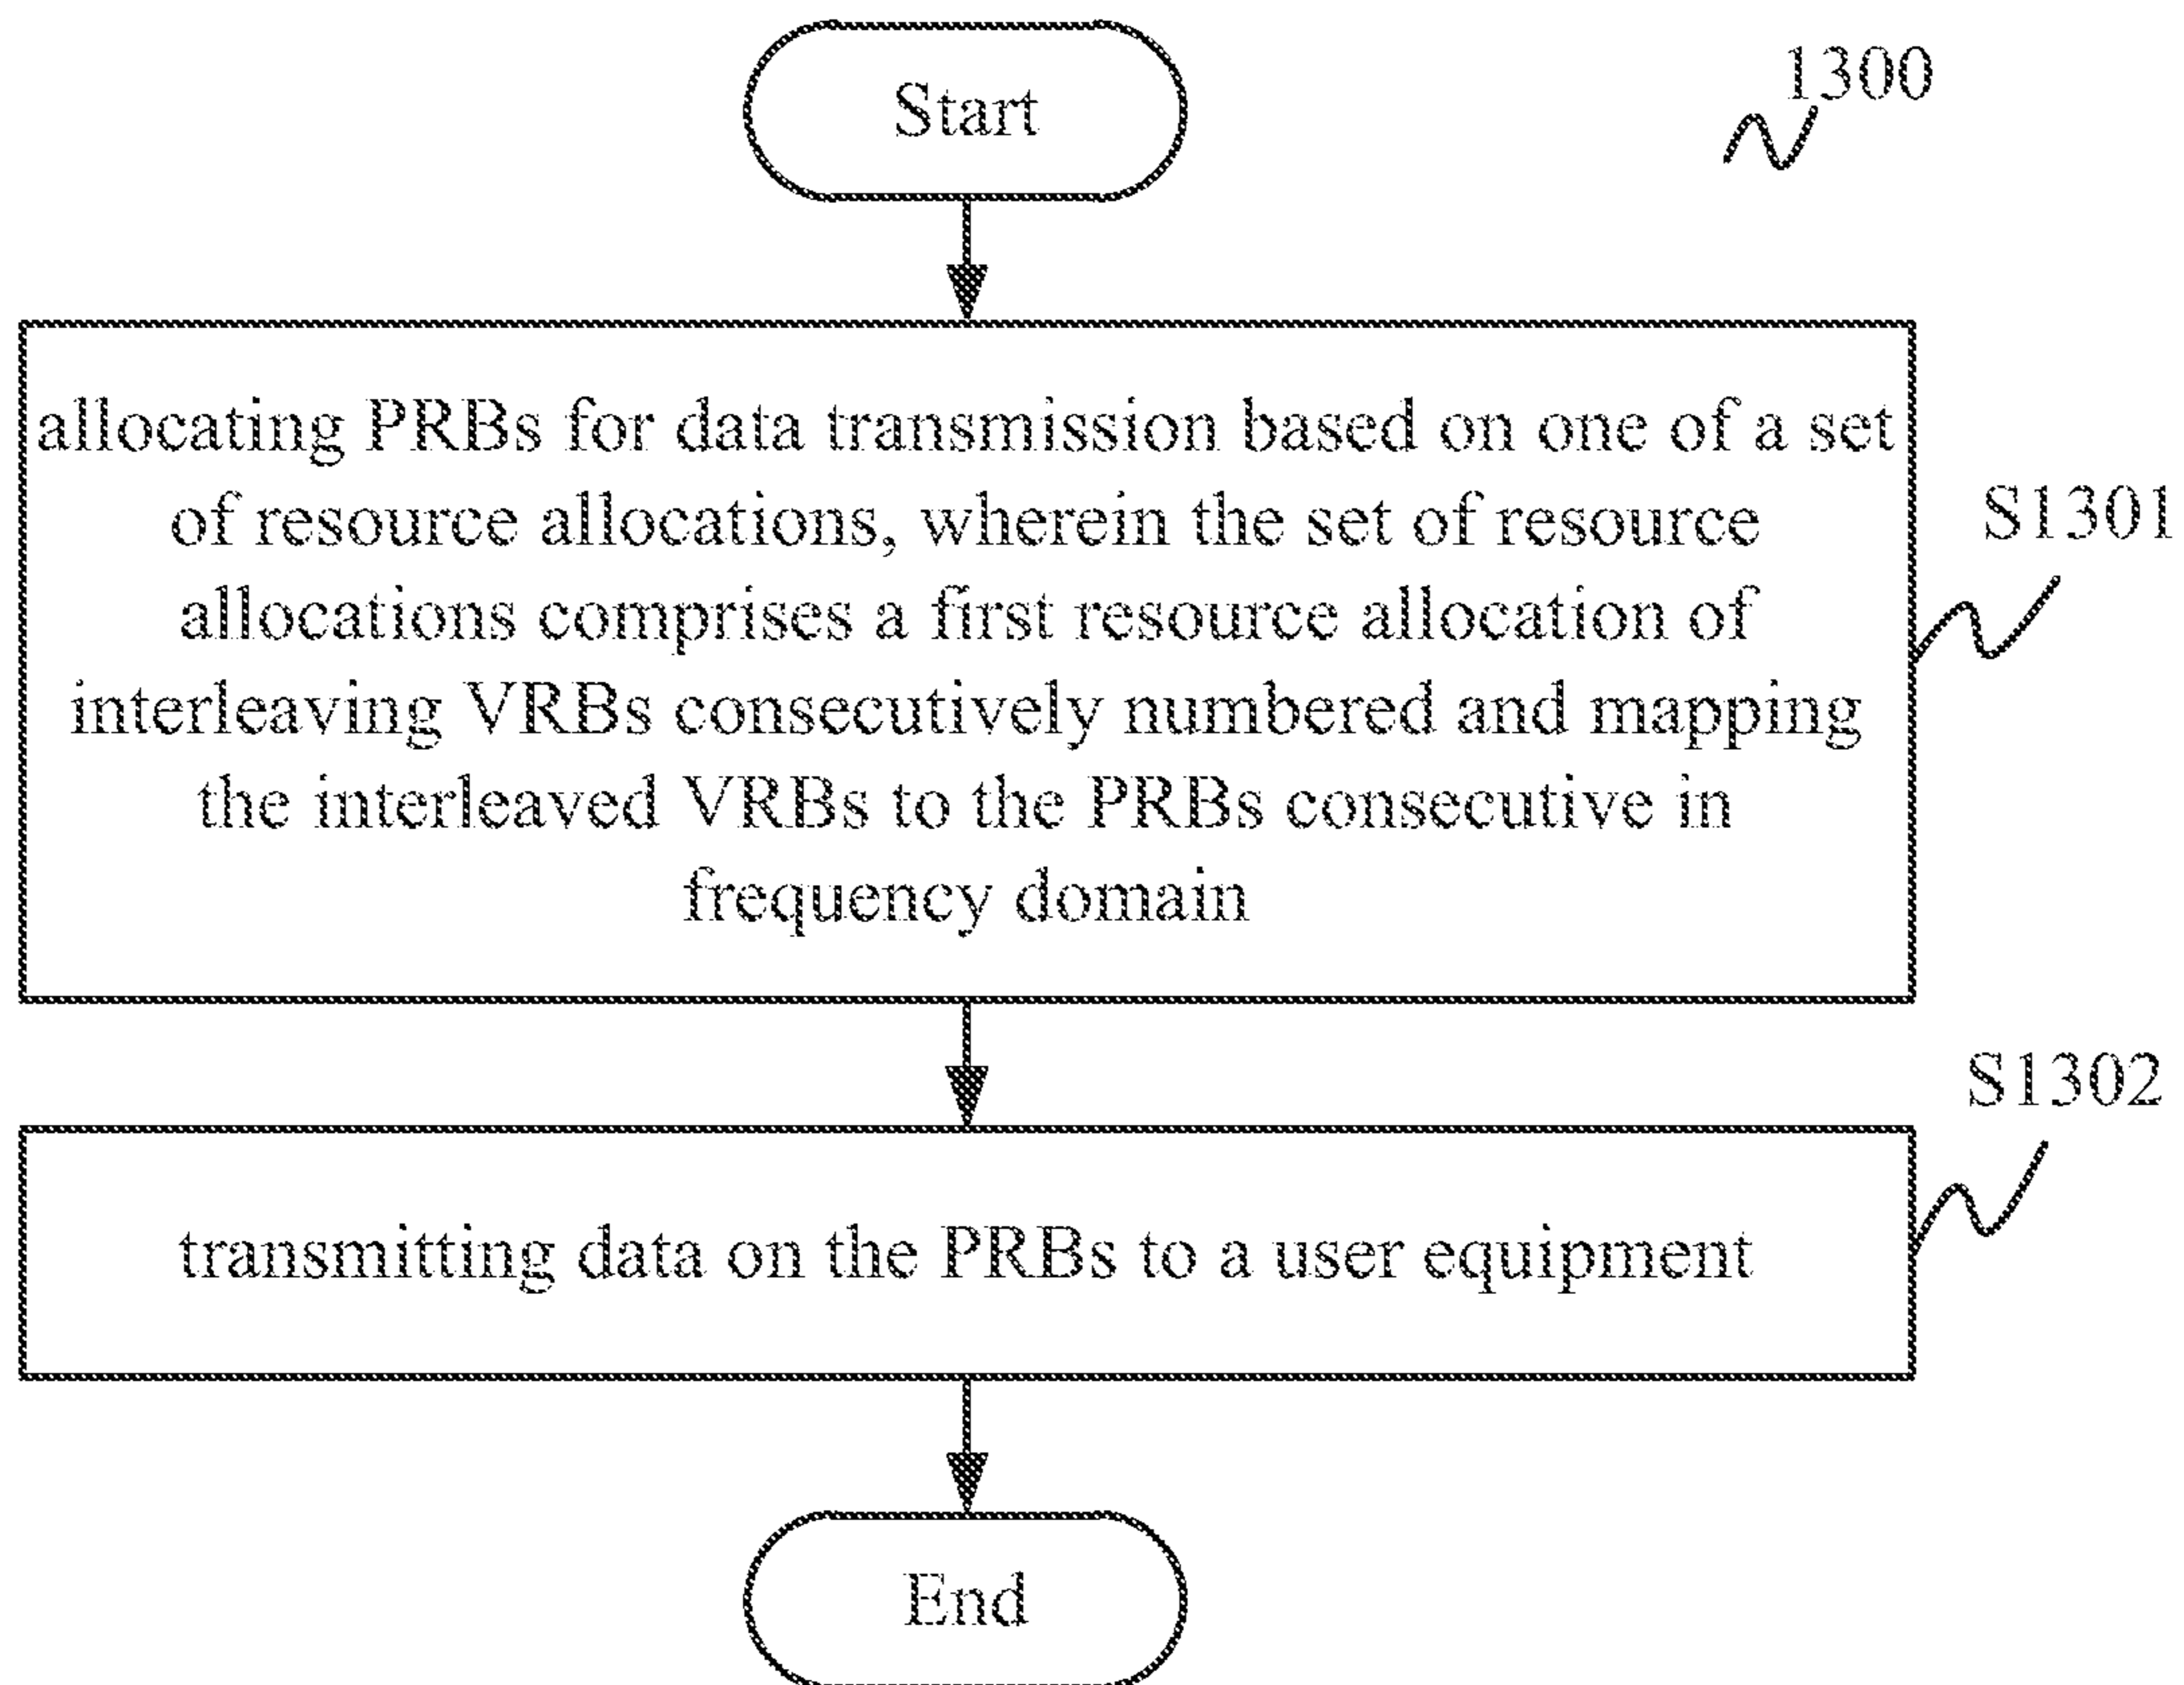 Start
1300
allocating PRBs for data transmission based on one of a set
of resource allocations, wherein the set of resource
allocations comprises a first resource allocation of
interleaving VRBs consecutively numbered and mapping
the interleaved VRBs to the PRBs consecutive in
frequency domain
S1301
S1302
transmitting data on the PRBs to a user equipment
End